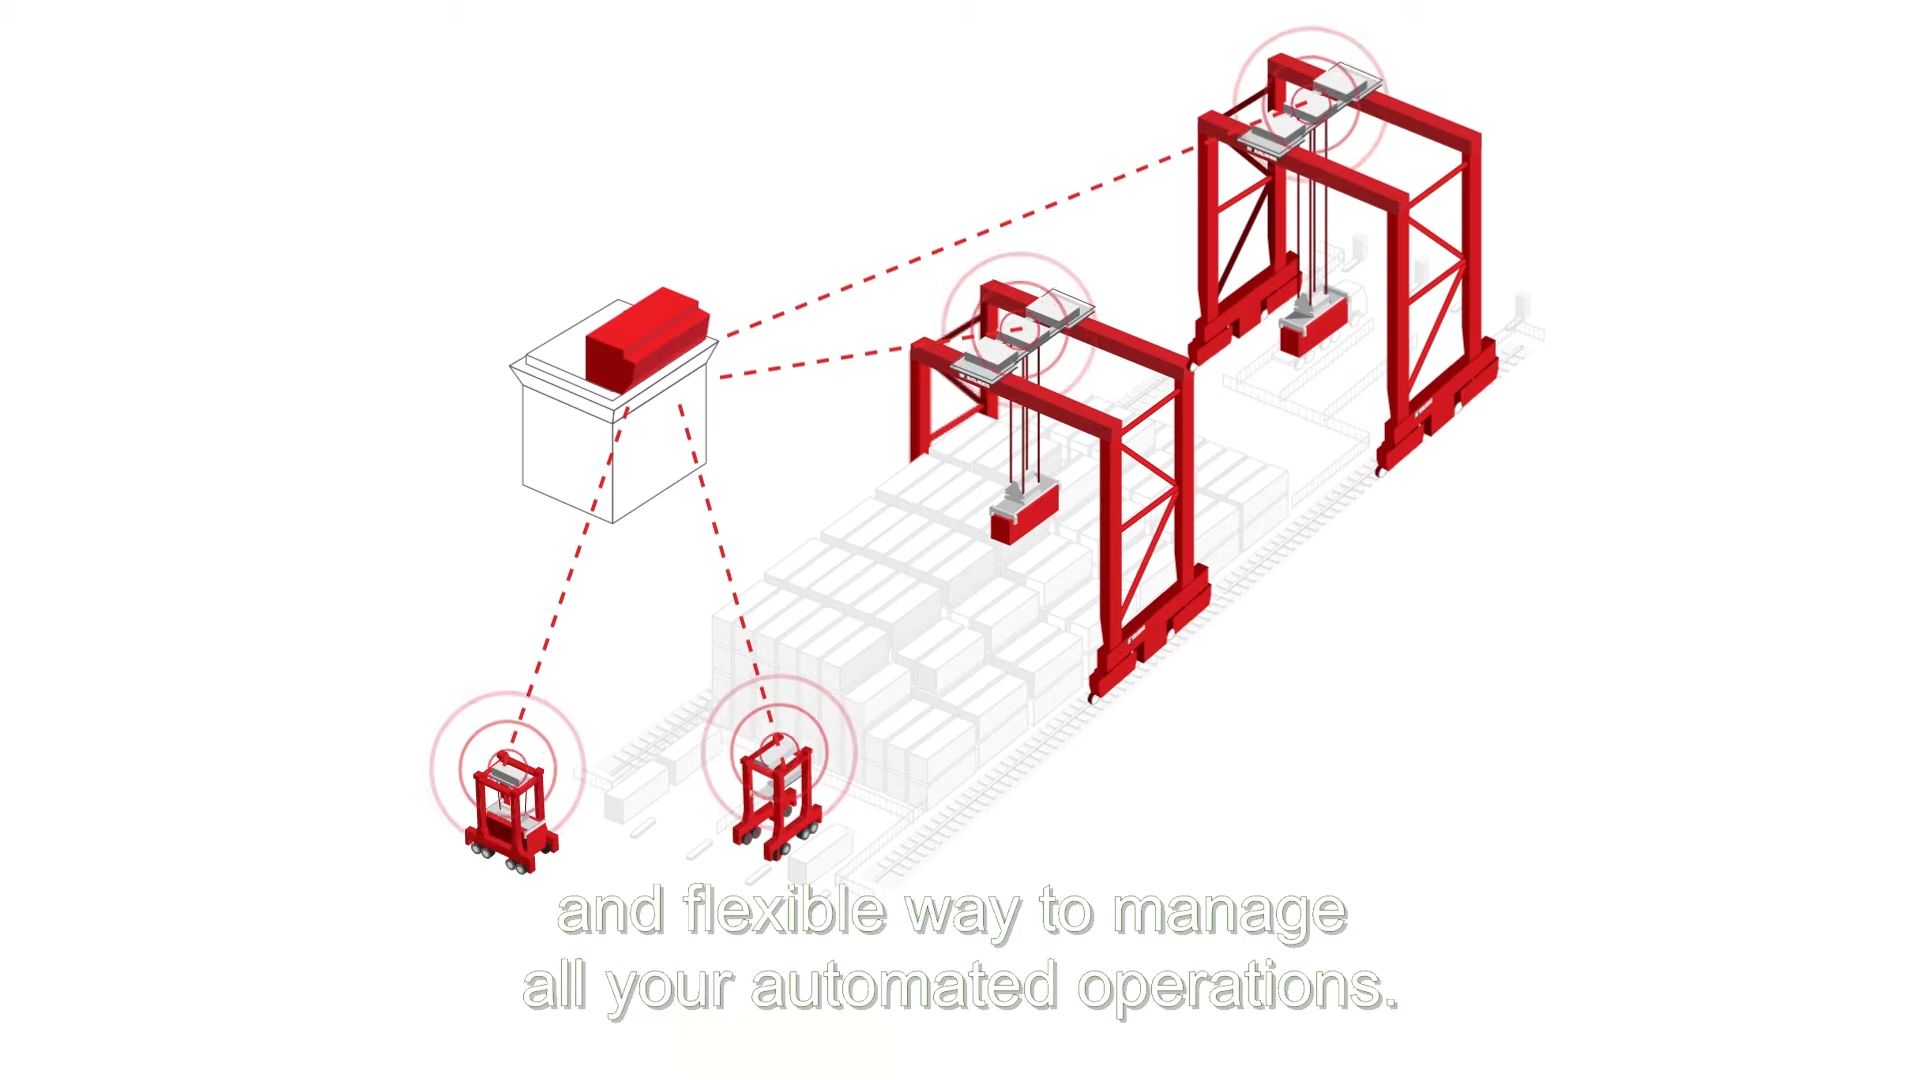 and flexible way to manage
all your automated operations.